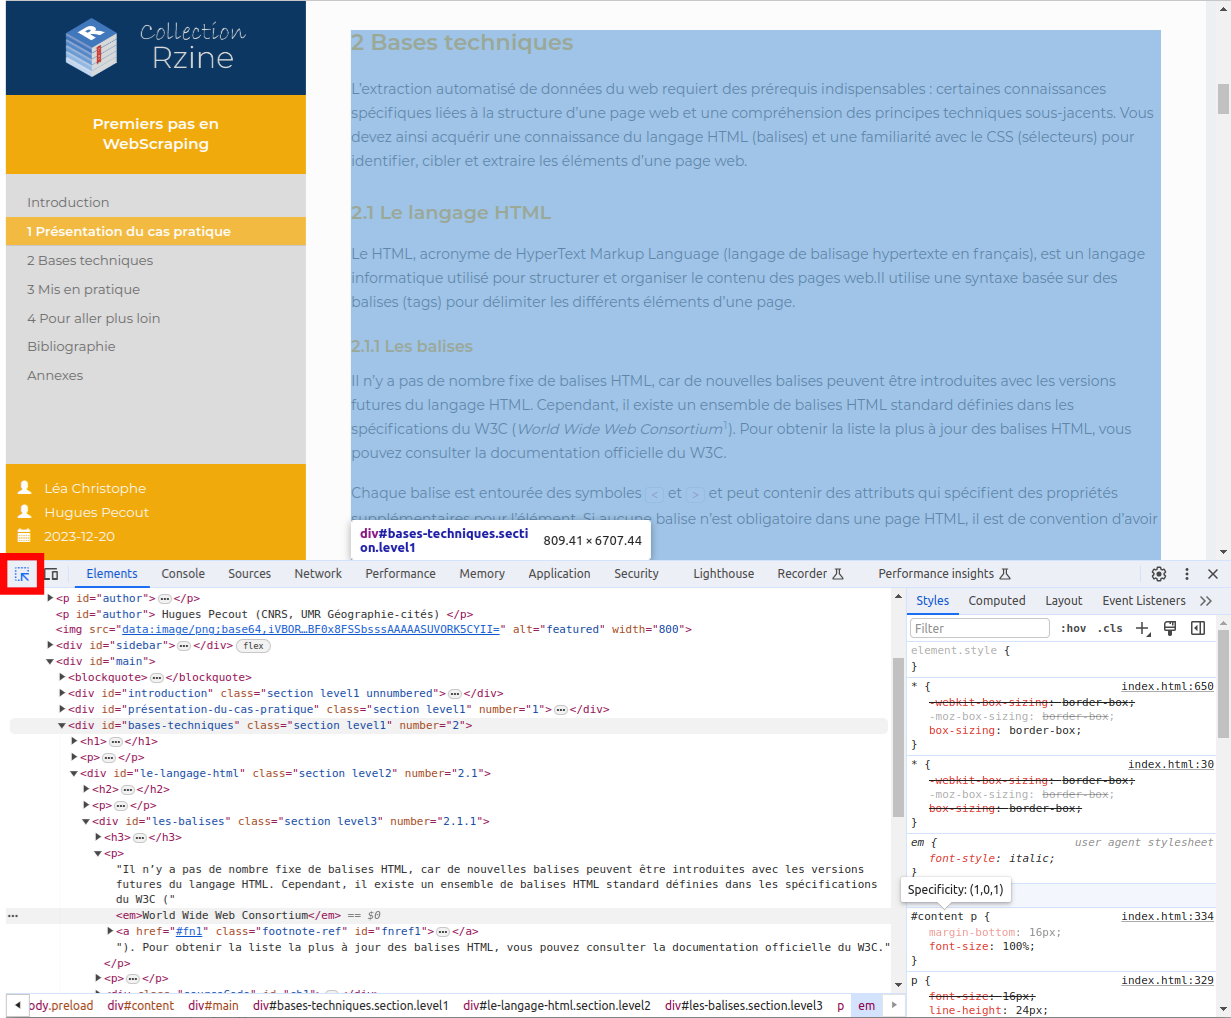 Collection
Rzine
Premiers pas en
WebScraping
Introduction
1 Présentation du cas pratique
2 Bases techniques
3 Mis en pratique
4 Pour aller plus loin
Bibliographie
Annexes
Léa Christophe
Hugues Pecout
2023-12-20
2 Bases techniques
L'extraction automatisé de données du web requiert des prérequis indispensables : certaines connaissances
spécifiques liées à la structure d'une page web et une compréhension des principes techniques sous-jacents. Vous
devez ainsi acquérir une connaissance du langage HTML (balises) et une familiarité avec le CSS (sélecteurs) pour
identifier, cibler et extraire les éléments d'une page web.
2.1 Le langage HTML
Le HTML, acronyme de HyperText Markup Language (langage de balisage hypertexte en français), est un langage
informatique utilisé pour structurer et organiser le contenu des pages web.Il utilise une syntaxe basée sur des
balises (tags) pour délimiter les différents éléments d'une page.
2.1.1 Les balises
Il n'y a pas de nombre fixe de balises HTML, car de nouvelles balises peuvent être introduites avec les versions
futures du langage HTML. Cependant, il existe un ensemble de balises HTML standard définies dans les
spécifications du W3C (World Wide Web Consortium1). Pour obtenir la liste la plus à jour des balises HTML, vous
pouvez consulter la documentation officielle du W3C.
Chaque balise est entourée des symboles < et > et peut contenir des attributs qui spécifient des propriétés
supplémentaires pour l'élément. Si aucune balise n'est obligatoire dans une page HTML, il est de convention d'avoir
div#bases-techniques.secti
on.level1
809.41 × 6707.44
Elements Console Sources Network Performance Memory Application Security Lighthouse Recorder Performance insights
<p id="author"> ••• </p>
<p id="author"> Hugues Pecout (CNRS, UMR Géographie-cités) </p>
<img src="data:image/png;base64,iVBOR…BF0x8FSSbsssAAAAASUVORK5CYII=" alt="featured" width="800">
<div id="sidebar"> ••• </div> flex
<div id="main">
<blockquote> ••• </blockquote>
<div id="introduction" class="section level1 unnumbered"> ••• </div>
<div id="présentation-du-cas-pratique" class="section level1" number="1"> ••• </div>
<div id="bases-techniques" class="section level1" number="2">
<h1> ••• </h1>
<p> ••• </p>
<div id="le-langage-html" class="section level2" number="2.1">
<h2> ••• </h2>
<p> ••• </p>
<div id="les-balises" class="section level3" number="2.1.1">
<h3> ••• </h3>
<p>
"Il n'y a pas de nombre fixe de balises HTML, car de nouvelles balises peuvent être introduites avec les versions
futures du langage HTML. Cependant, il existe un ensemble de balises HTML standard définies dans les spécifications
du W3C ("
••• <em>World Wide Web Consortium</em> == $0
<a href="#fn1" class="footnote-ref" id="fnref1"> ••• </a>
"). Pour obtenir la liste la plus à jour des balises HTML, vous pouvez consulter la documentation officielle du W3C."
</p>
<p> ••• </p>
ody.preload div#content div#main div#bases-techniques.section.level1 div#le-langage-html.section.level2 div#les-balises.section.level3 p em
Styles Computed Layout Event Listeners
Filter :hov .cls
element.style {
}
* { index.html:650
-webkit-box-sizing: border-box;
-moz-box-sizing: border-box;
box-sizing: border-box;
}
* { index.html:30
-webkit-box-sizing: border-box;
-moz-box-sizing: border-box;
box-sizing: border-box;
}
em { user agent stylesheet
font-style: italic;
}
Specificity: (1,0,1)
#content p { index.html:334
margin-bottom: 16px;
font-size: 100%;
}
p { index.html:329
font-size: 16px;
line-height: 24px;